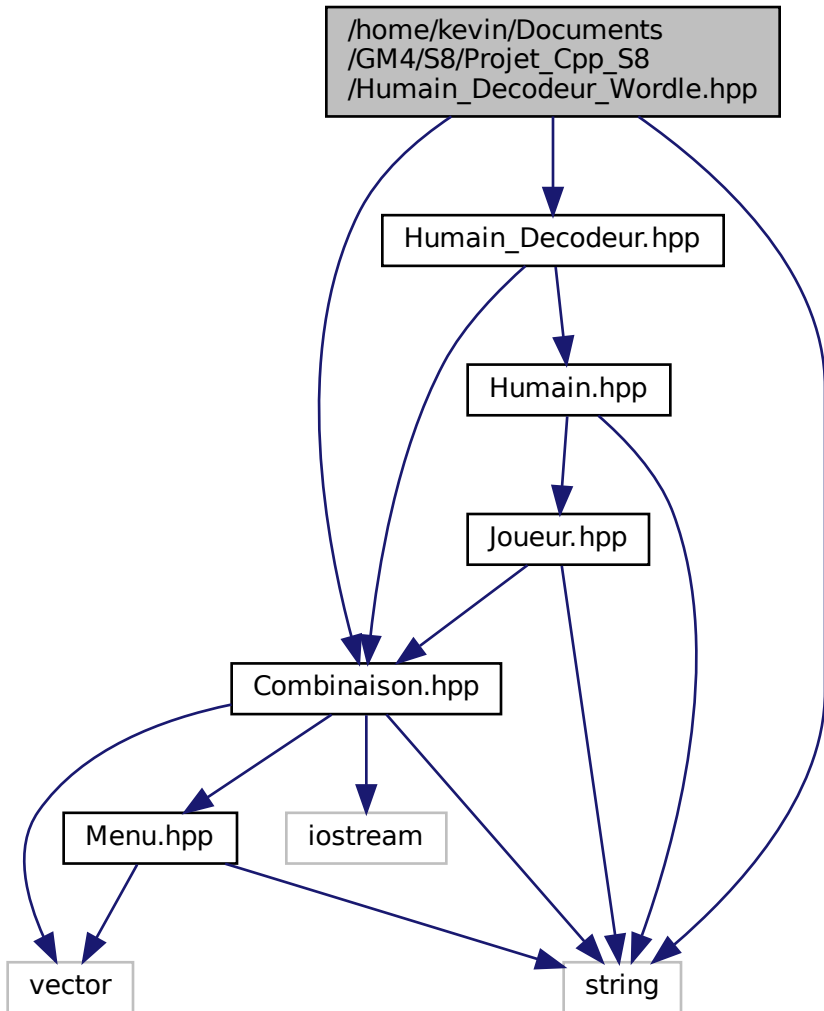 /home/kevin/Documents
/GM4/S8/Projet_Cpp_S8
/Humain_Decodeur_Wordle.hpp
Humain_Decodeur.hpp
Humain.hpp
Joueur.hpp
Combinaison.hpp
Menu.hpp
iostream
vector
string